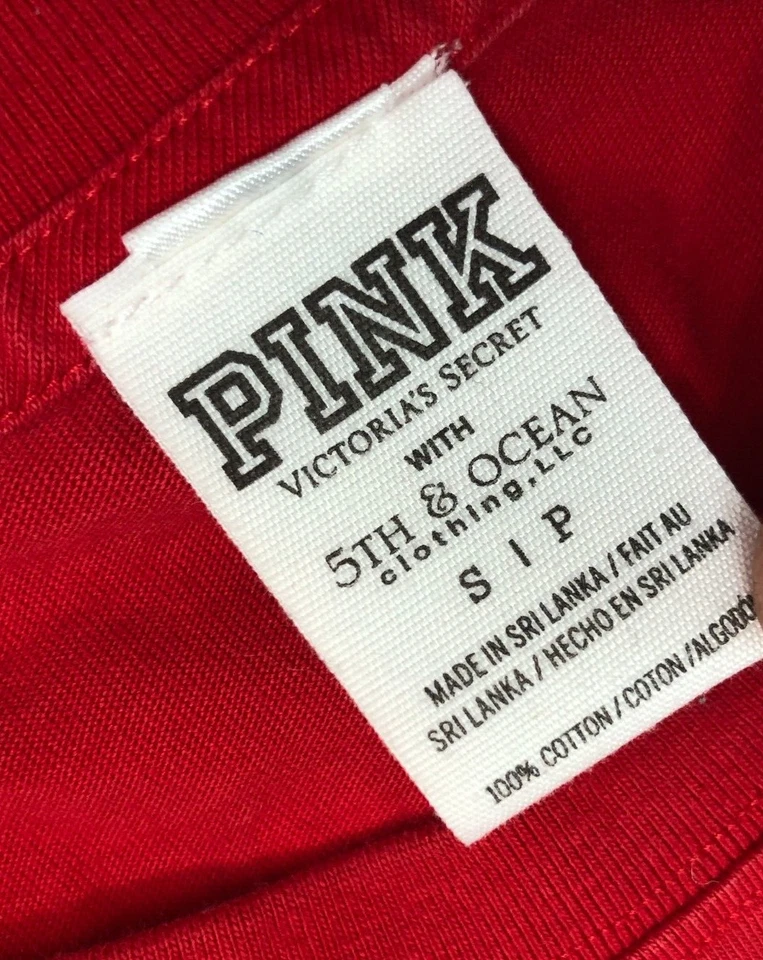 PINK
VICTORIA'S SECRET
WITH
5TH & OCEAN
clothing, LLC
S | P
MADE IN SRI LANKA / FAIT AU
SRI LANKA / HECHO EN SRI LANKA
100% COTTON / COTON / ALGODÓN